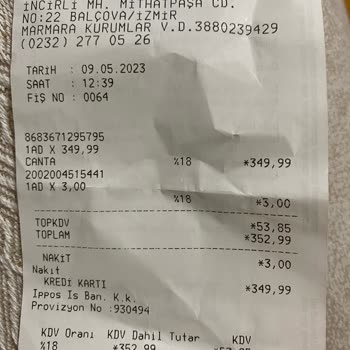 İNCİRLİ MH. MİTHATPAŞA CD.
NO:22 BALÇOVA/İZMİR
MARMARA KURUMLAR V.D.3880239429
(0232) 277 05 26
TARİH : 09.05.2023
SAAT : 12:39
FİŞ NO : 0064
8683671295795
1AD X 349,99
CANTA %18 *349,99
2002004515441
1AD X 3,00
%18 *3,00
TOPKDV *53,85
TOPLAM *352,99
NAKİT *3,00
Nakit
KREDİ KARTI *349,99
Ippos Is Ban. K.k.
Provizyon No :930494
KDV Oranı KDV Dahil Tutar KDV
%18 *352,99